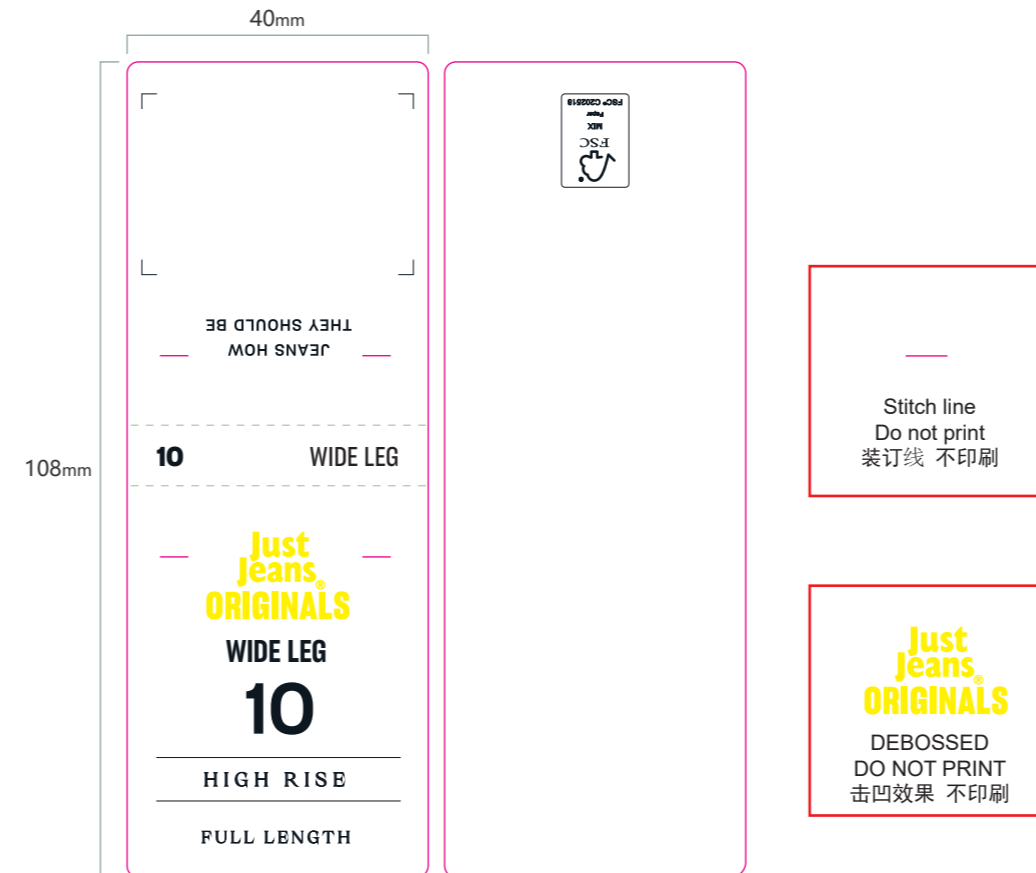 40mm
FSC® C202518
Paper
MIX
FSC
THEY SHOULD BE
JEANS HOW
10 WIDE LEG
108mm
Just
Jeans®
ORIGINALS
WIDE LEG
10
HIGH RISE
FULL LENGTH
Stitch line
Do not print
装订线 不印刷
Just
Jeans®
ORIGINALS
DEBOSSED
DO NOT PRINT
击凹效果 不印刷